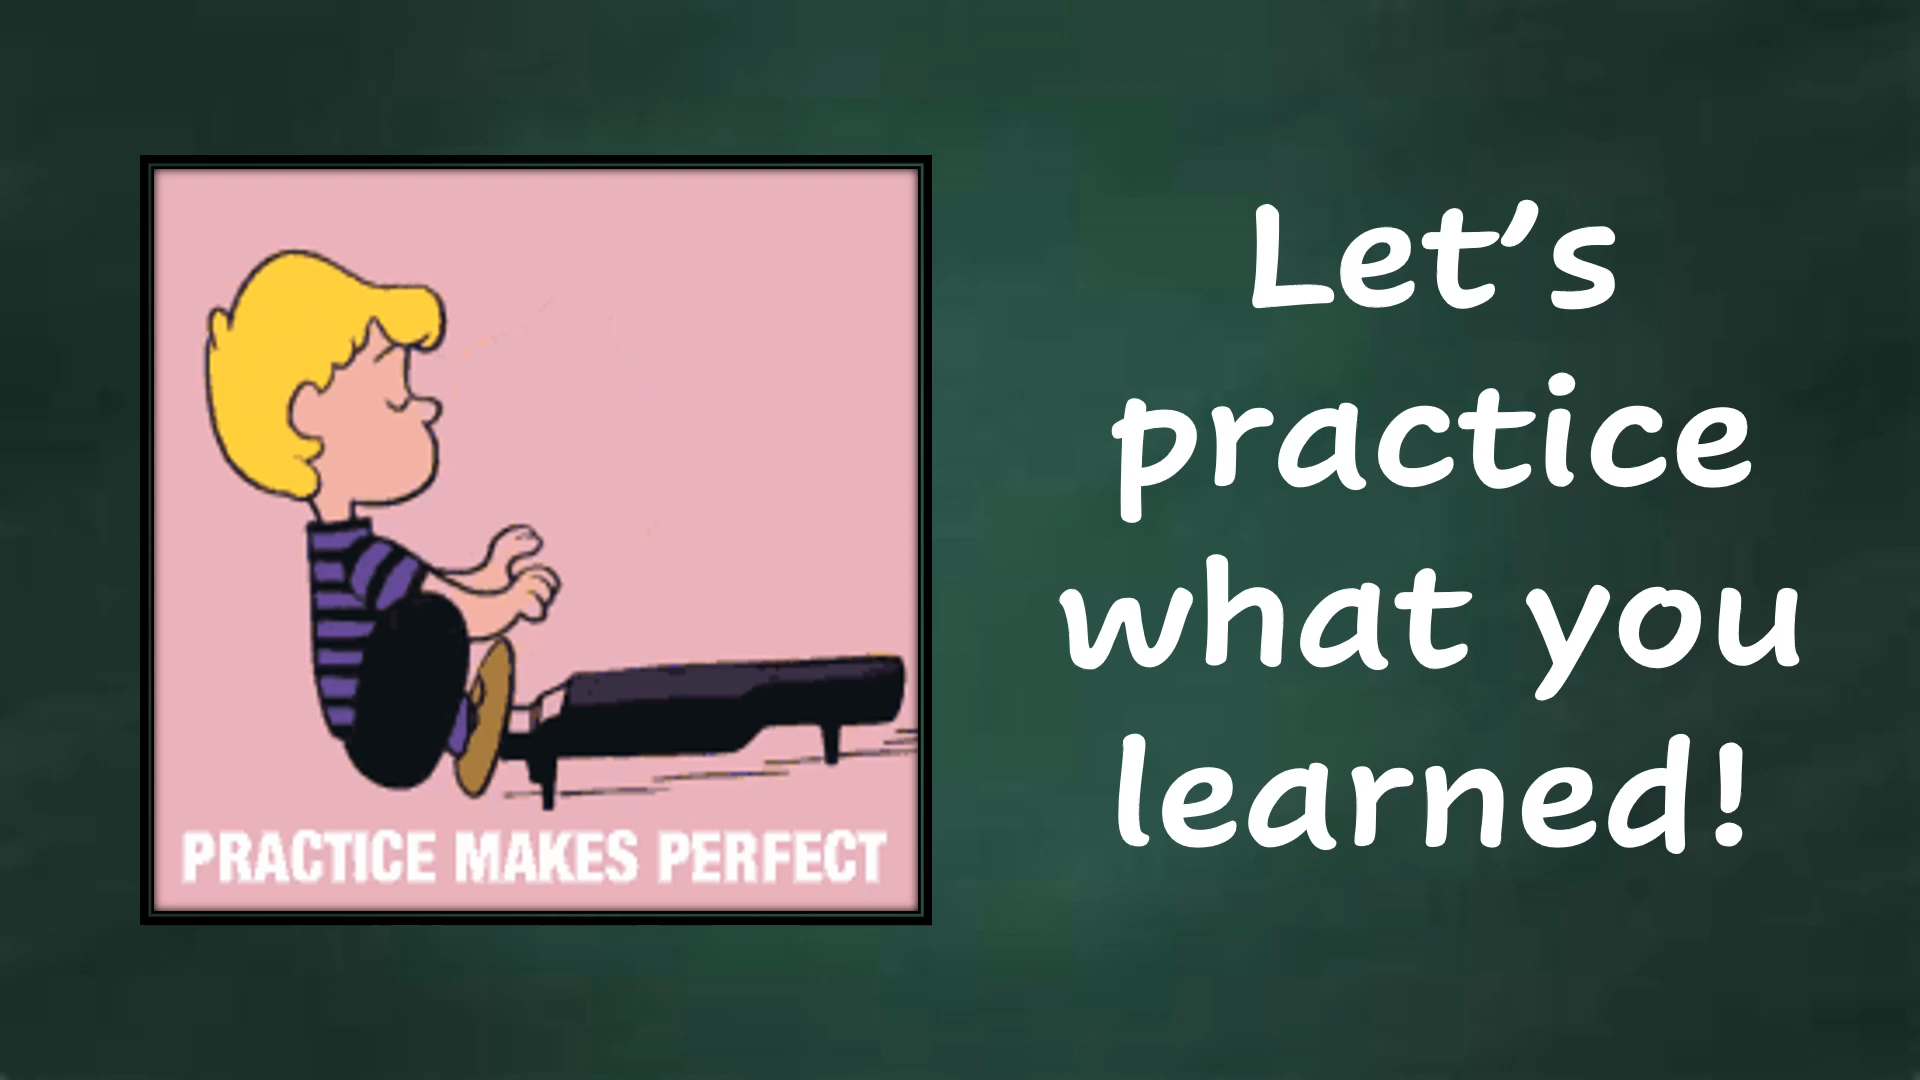 PRACTICE MAKES PERFECT
Let’s
practice
what you
learned!